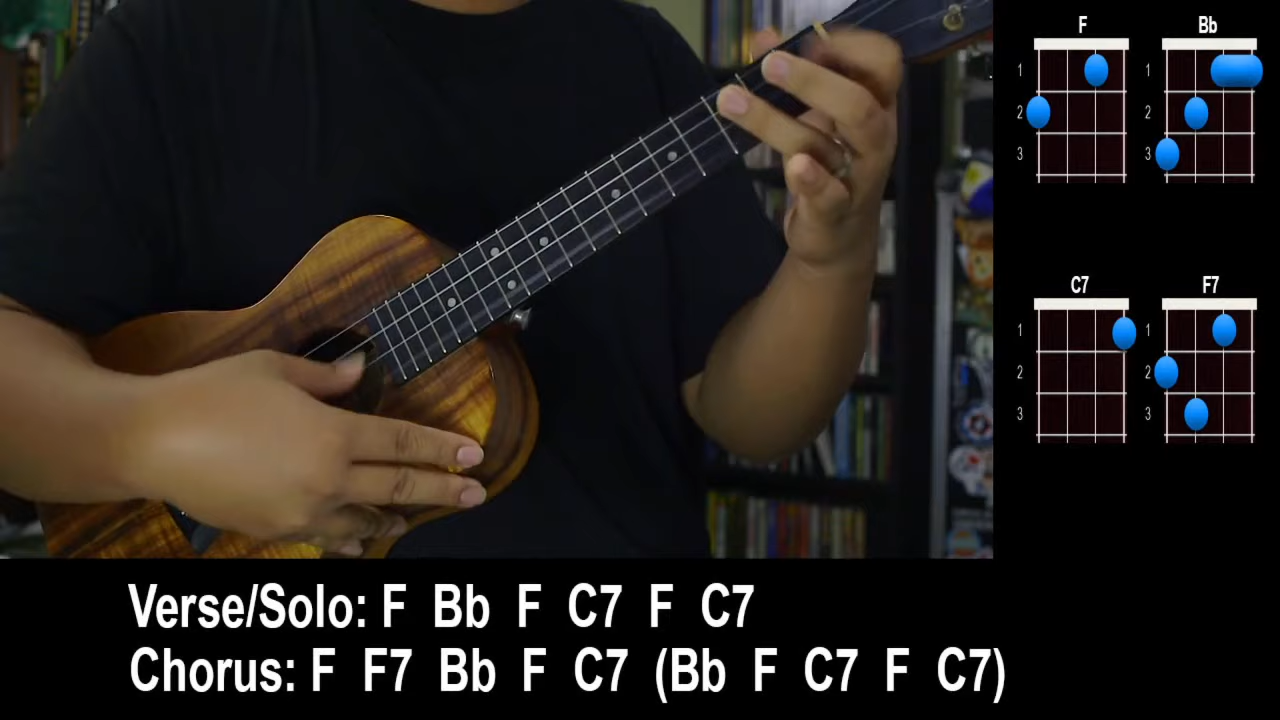 F Bb
1 1
2 2
3 3
C7 F7
1 1
2 2
3 3
Verse/Solo: F Bb F C7 F C7
Chorus: F F7 Bb F C7 (Bb F C7 F C7)